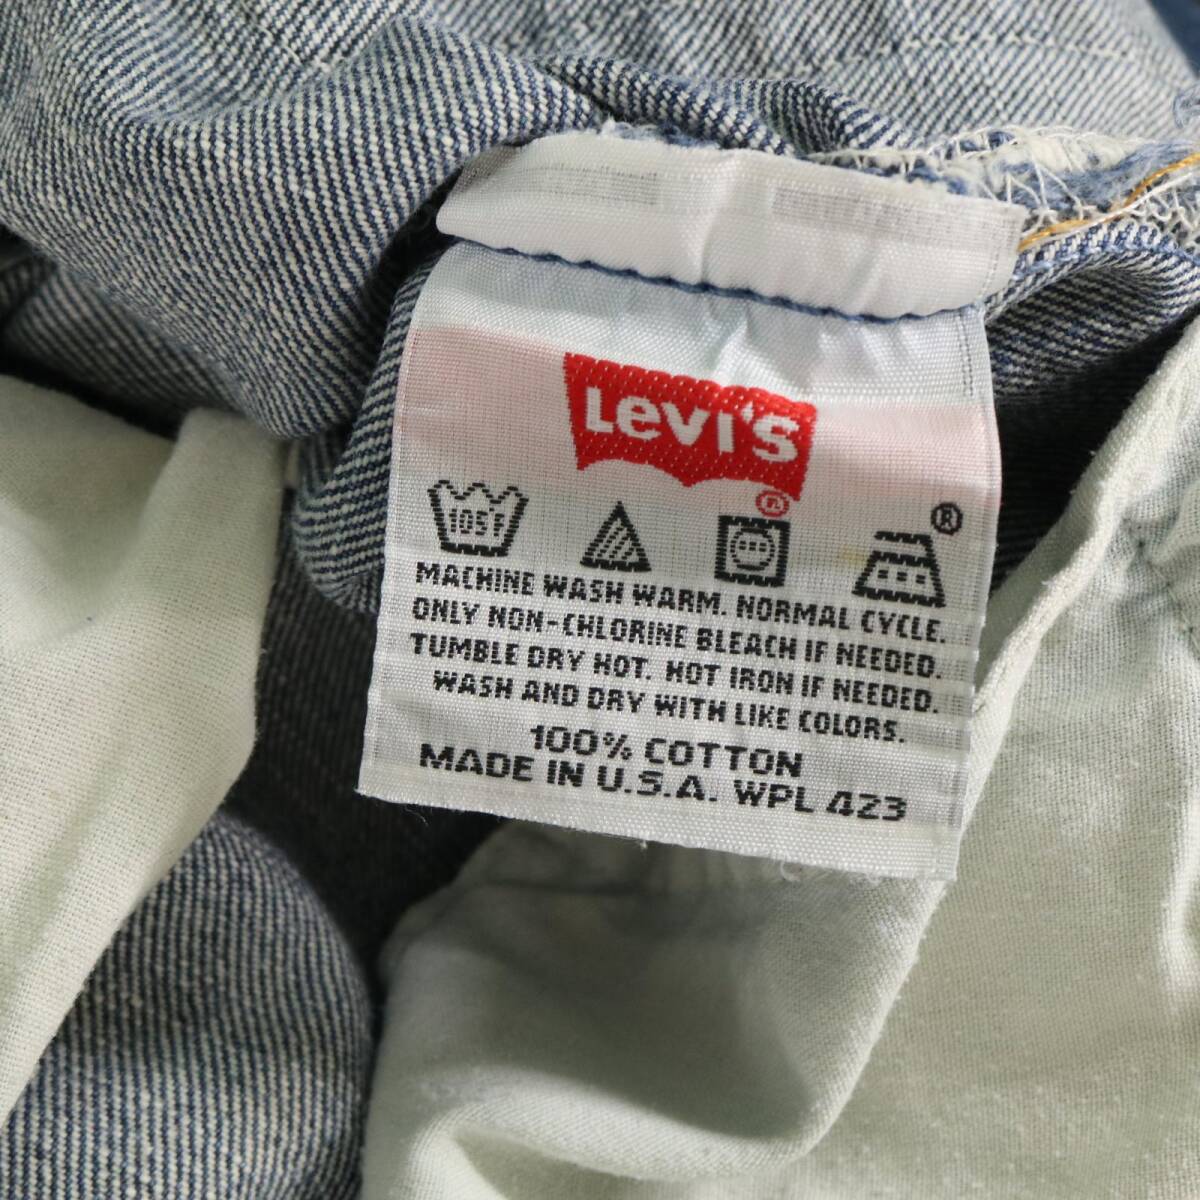 Levi's
®
®
105°F
MACHINE WASH WARM. NORMAL CYCLE.
ONLY NON-CHLORINE BLEACH IF NEEDED.
TUMBLE DRY HOT. HOT IRON IF NEEDED.
WASH AND DRY WITH LIKE COLORS.
100% COTTON
MADE IN U.S.A. WPL 423